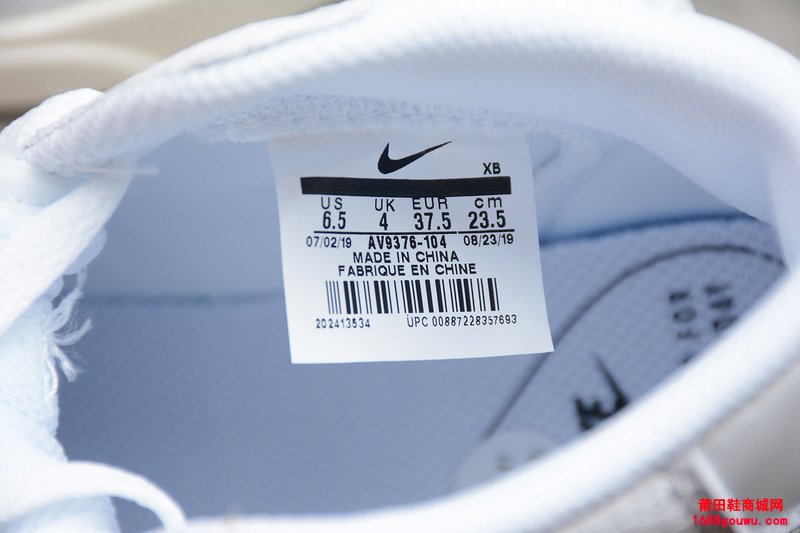 XB
US UK EUR cm
6.5 4 37.5 23.5
07/02/19 AV9376-104 08/23/19
MADE IN CHINA
FABRIQUE EN CHINE
202413534 UPC 00887228357693
FOR
莆田鞋商城网
1688gouwu.com